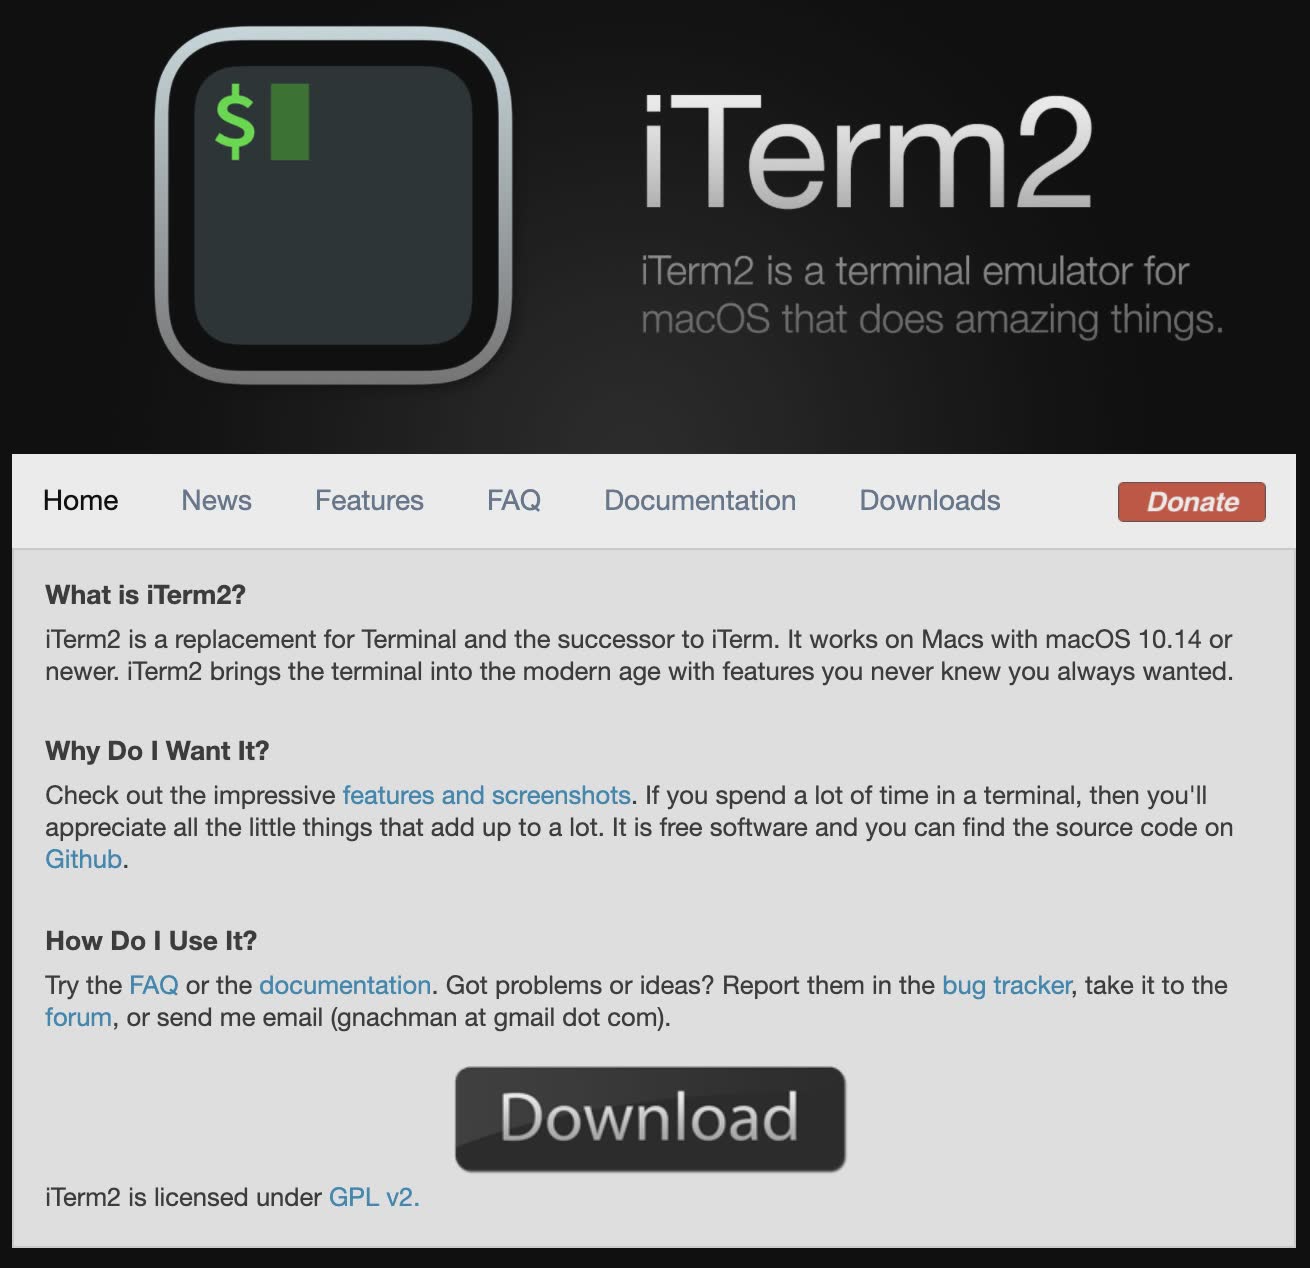 $
iTerm2
iTerm2 is a terminal emulator for
macOS that does amazing things.
Home News Features FAQ Documentation Downloads Donate
What is iTerm2?
iTerm2 is a replacement for Terminal and the successor to iTerm. It works on Macs with macOS 10.14 or
newer. iTerm2 brings the terminal into the modern age with features you never knew you always wanted.
Why Do I Want It?
Check out the impressive features and screenshots. If you spend a lot of time in a terminal, then you'll
appreciate all the little things that add up to a lot. It is free software and you can find the source code on
Github.
How Do I Use It?
Try the FAQ or the documentation. Got problems or ideas? Report them in the bug tracker, take it to the
forum, or send me email (gnachman at gmail dot com).
Download
iTerm2 is licensed under GPL v2.